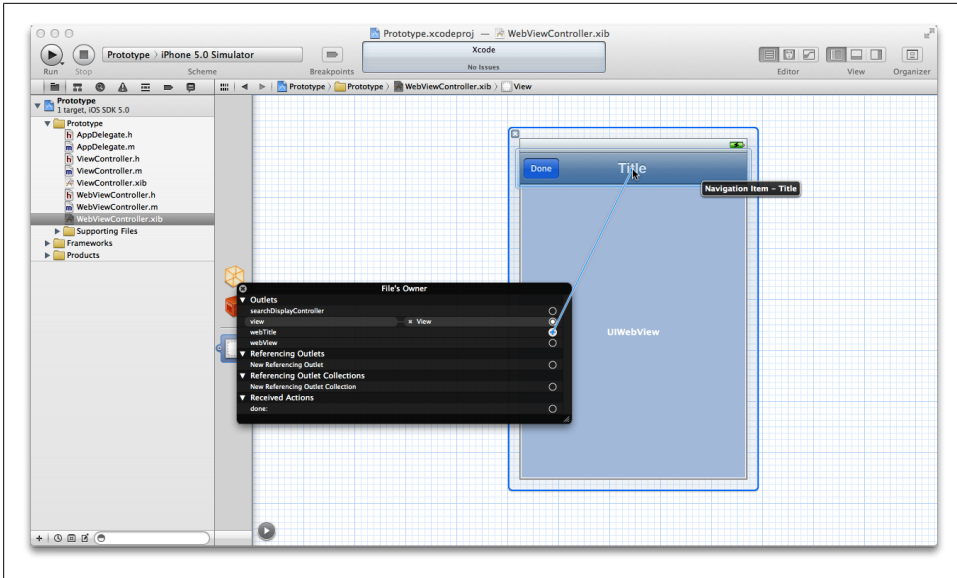 Prototype.xcodeproj — WebViewController.xib
Prototype iPhone 5.0 Simulator
Xcode
No Issues
Run Stop Scheme Breakpoints Editor View Organizer
Prototype Prototype WebViewController.xib View
Prototype
1 target, iOS SDK 5.0
Prototype
h AppDelegate.h
m AppDelegate.m
h ViewController.h
m ViewController.m
ViewController.xib
h WebViewController.h
m WebViewController.m
WebViewController.xib
Supporting Files
Frameworks
Products
Done Title
Navigation Item – Title
UIWebView
File's Owner
Outlets
searchDisplayController
view × View
webTitle
webView
Referencing Outlets
New Referencing Outlet
Referencing Outlet Collections
New Referencing Outlet Collection
Received Actions
done: